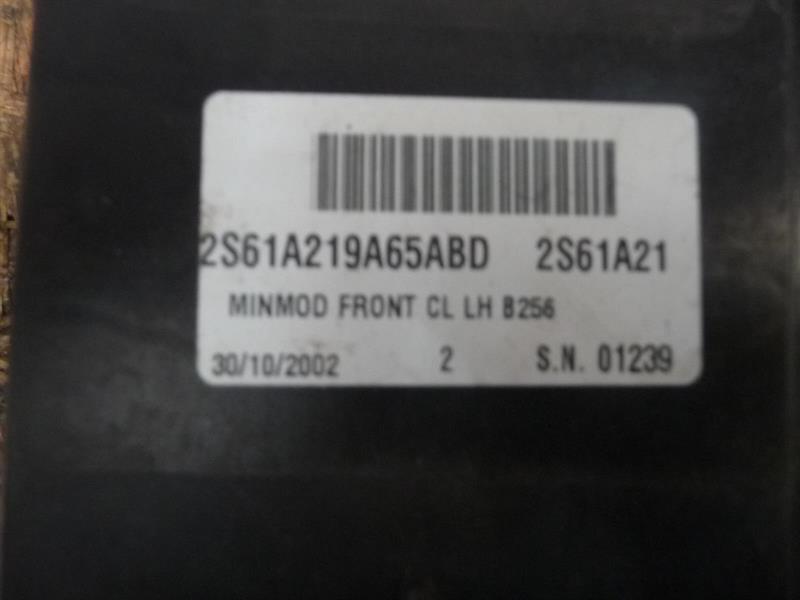 2S61A219A65ABD 2S61A21
MINMOD FRONT CL LH B256
30/10/2002 2 S.N. 01239